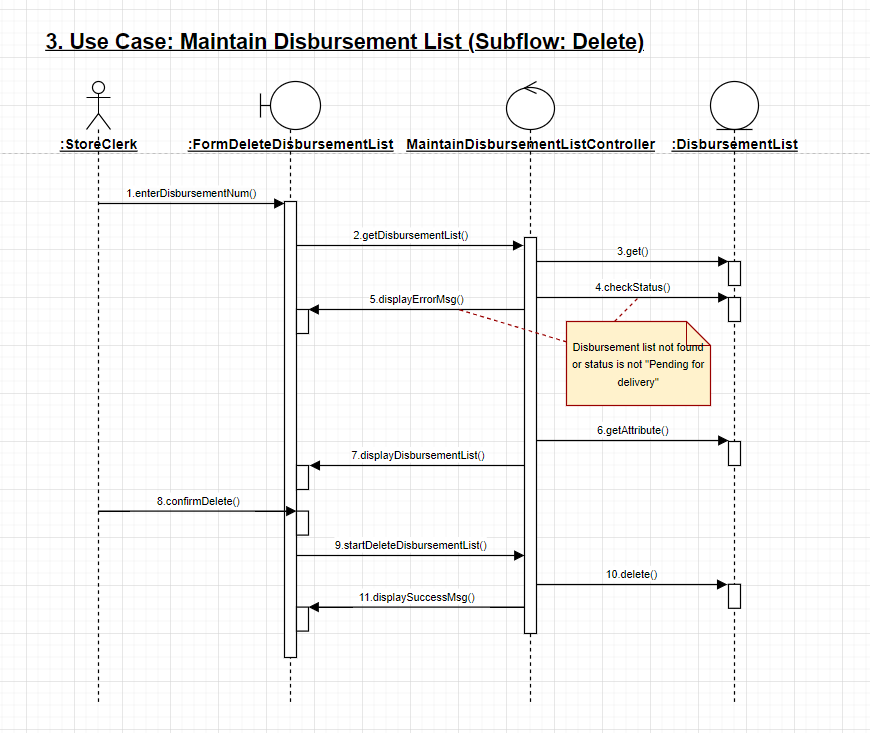 3. Use Case: Maintain Disbursement List (Subflow: Delete)
:StoreClerk
:FormDeleteDisbursementList
MaintainDisbursementListController
:DisbursementList
1.enterDisbursementNum()
2.getDisbursementList()
3.get()
4.checkStatus()
5.displayErrorMsg()
Disbursement list not found
or status is not "Pending for
delivery"
6.getAttribute()
7.displayDisbursementList()
8.confirmDelete()
9.startDeleteDisbursementList()
10.delete()
11.displaySuccessMsg()